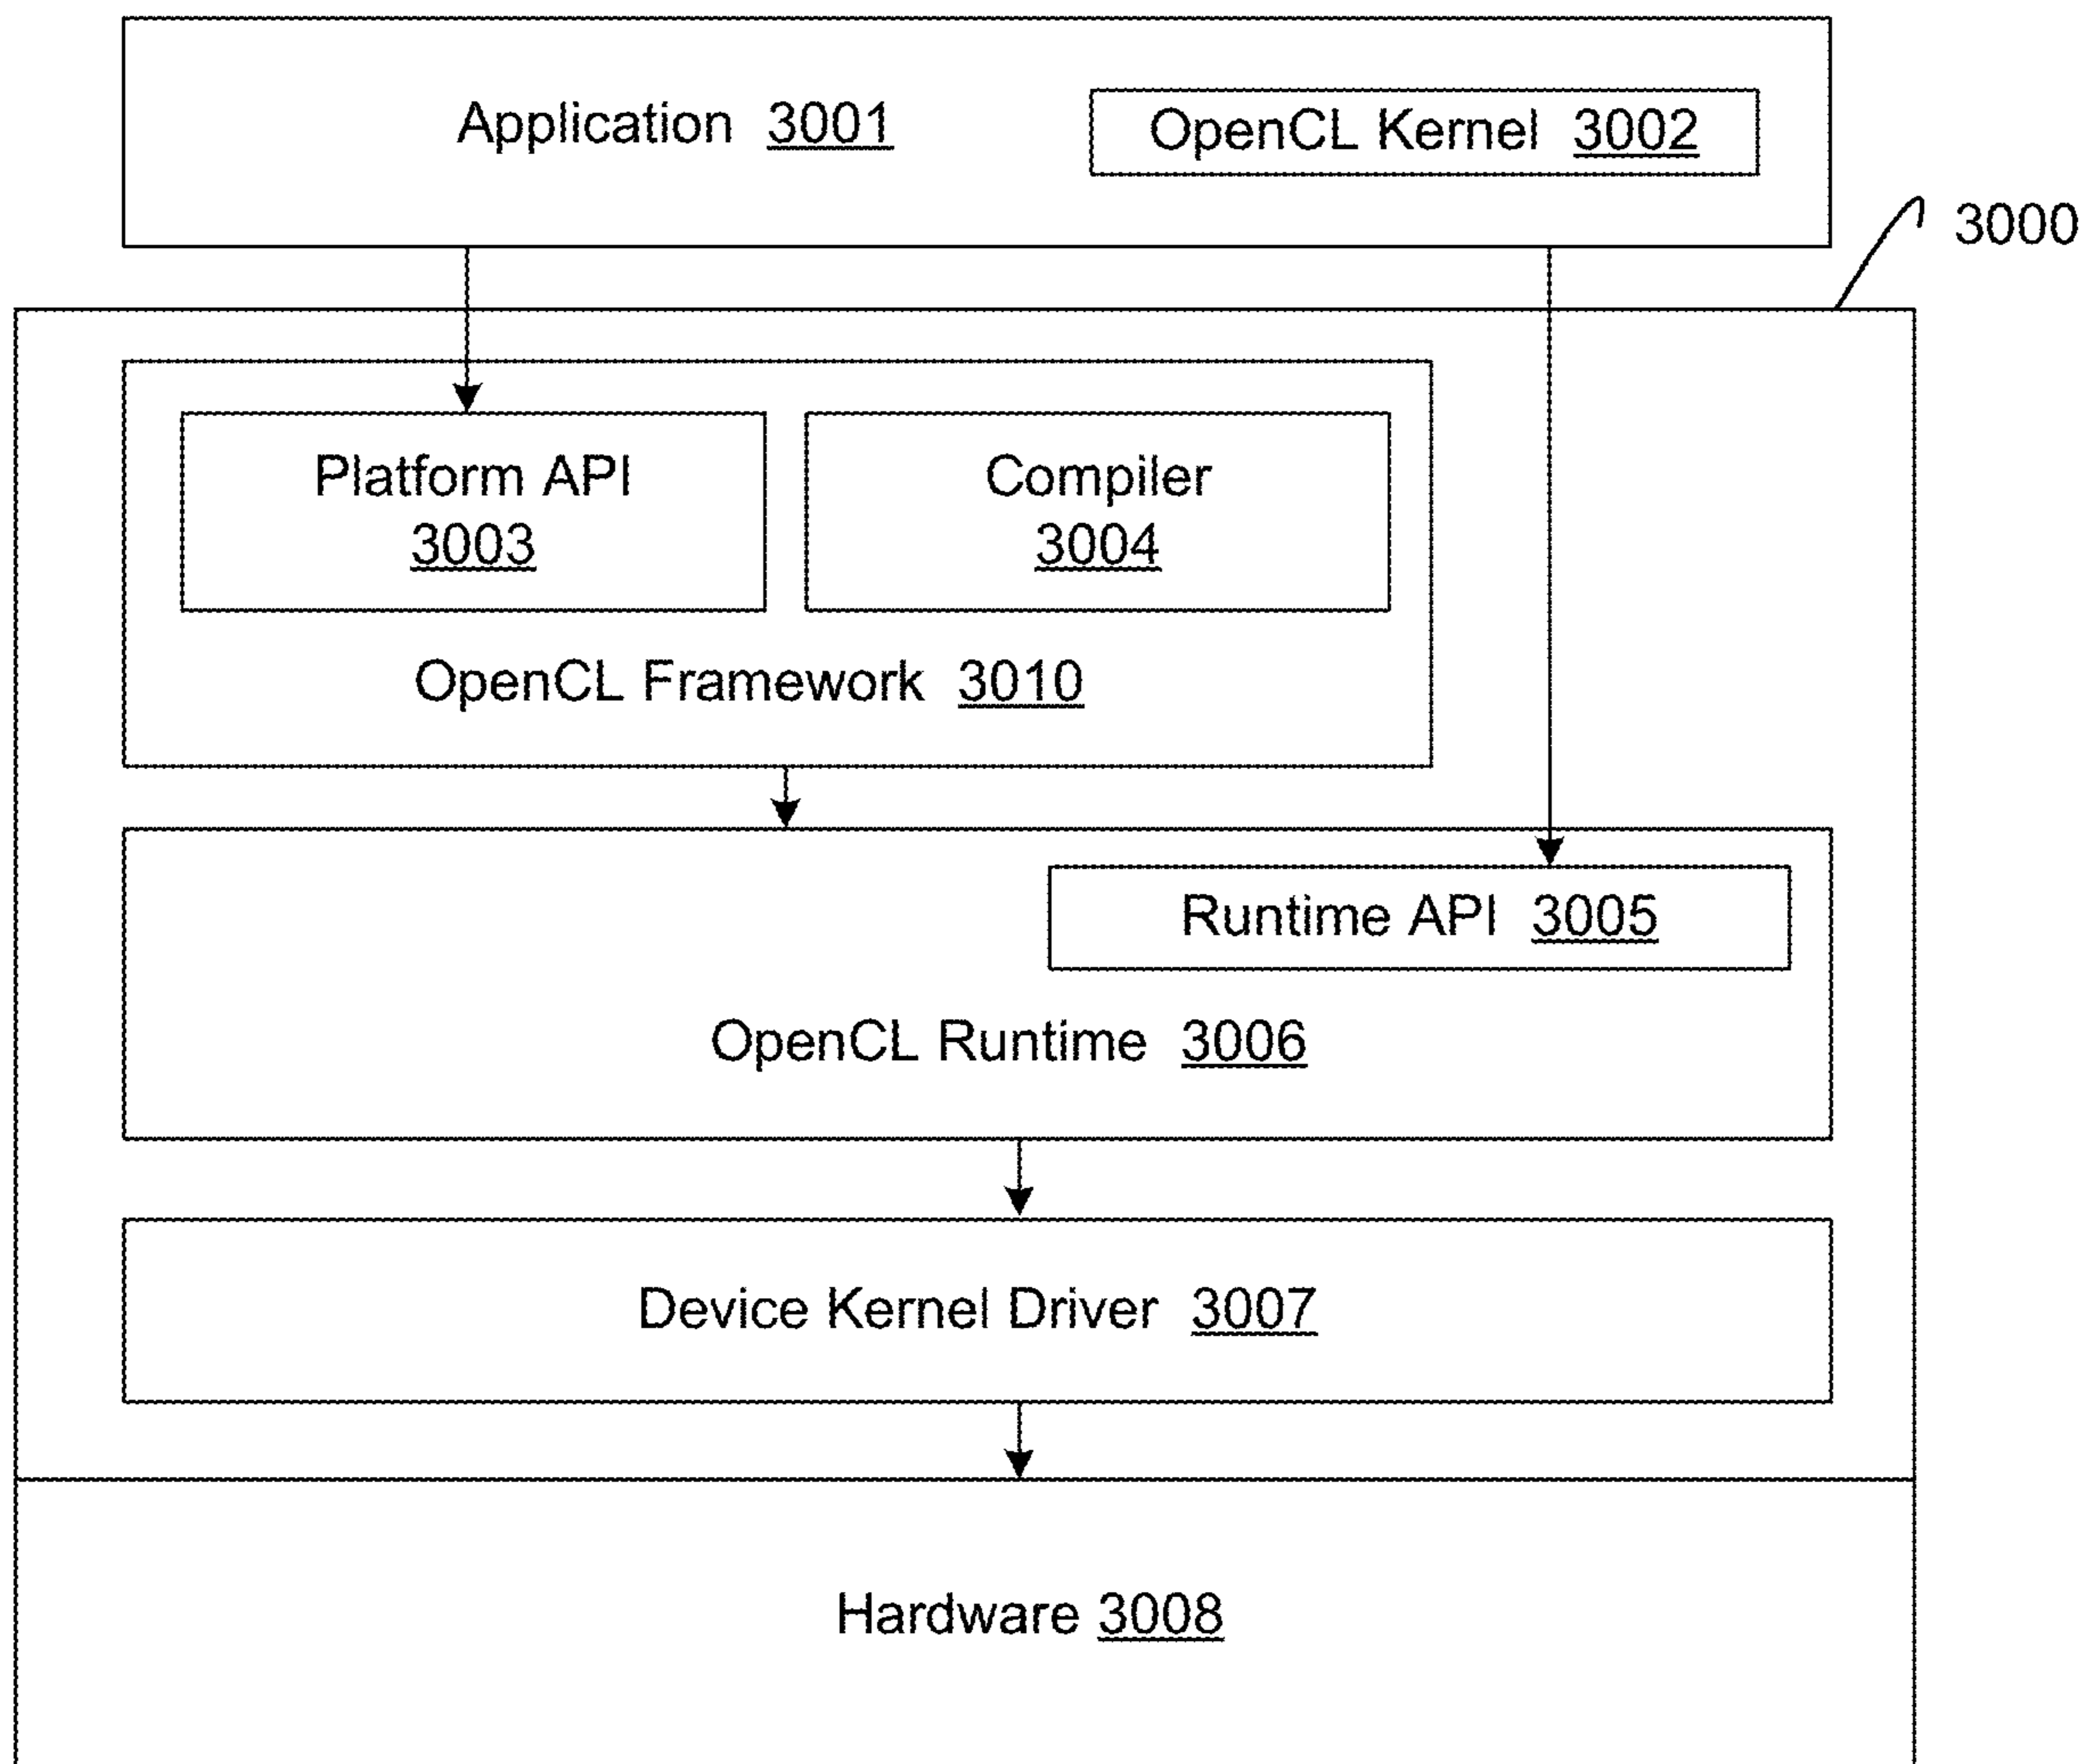 Application 3001
OpenCL Kernel 3002
3000
Platform API
3003
Compiler
3004
OpenCL Framework 3010
Runtime API 3005
OpenCL Runtime 3006
Device Kernel Driver 3007
Hardware 3008